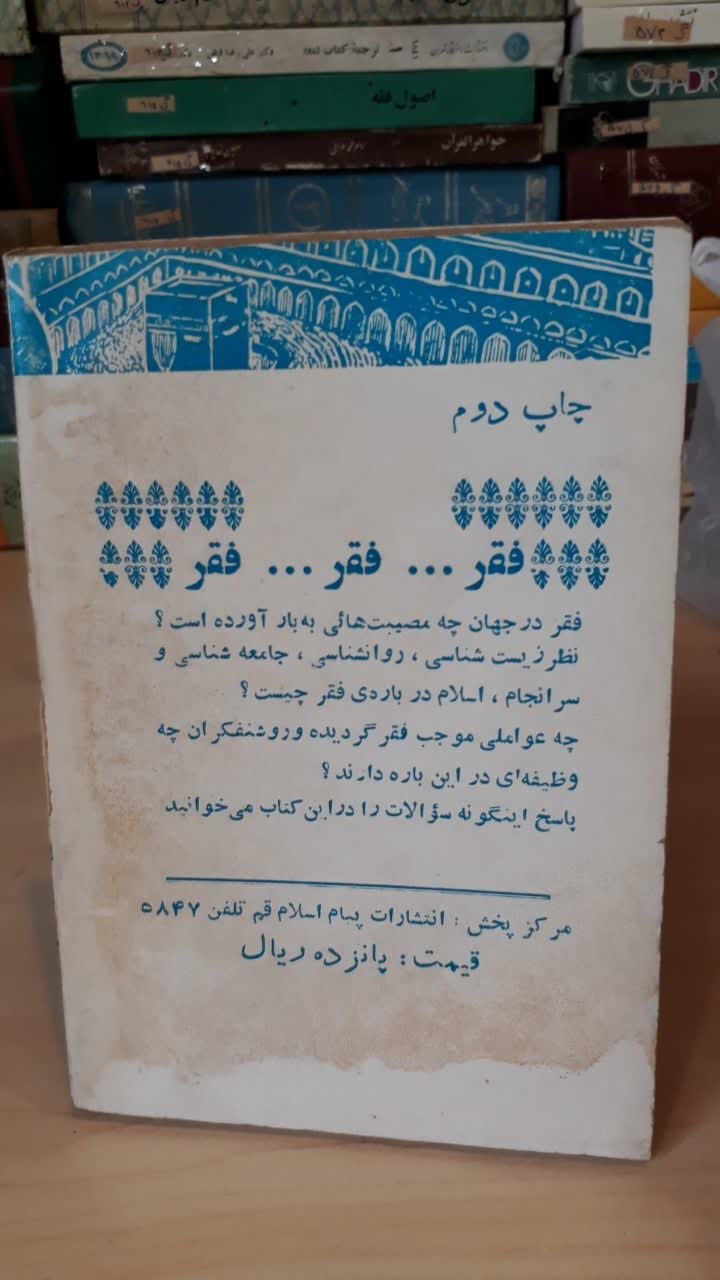 اصول فقه
جواهرالقرآن
GHADIR
چاپ دوم
فقر ... فقر ... فقر
فقر در جهان چه مصیبت‌هائی به‌بار آورده است؟
نظر زیست شناسی، روانشناسی، جامعه شناسی و
سرانجام، اسلام در باره‌ی فقر چیست؟
چه عواملی موجب فقر گردیده و روشنفکران چه
وظیفه‌ای در این باره دارند؟
پاسخ اینگونه سؤالات را در این کتاب می‌خوانید
مرکز پخش: انتشارات پیام اسلام قم تلفن ۵۸۴۷
قیمت: پانزده ریال